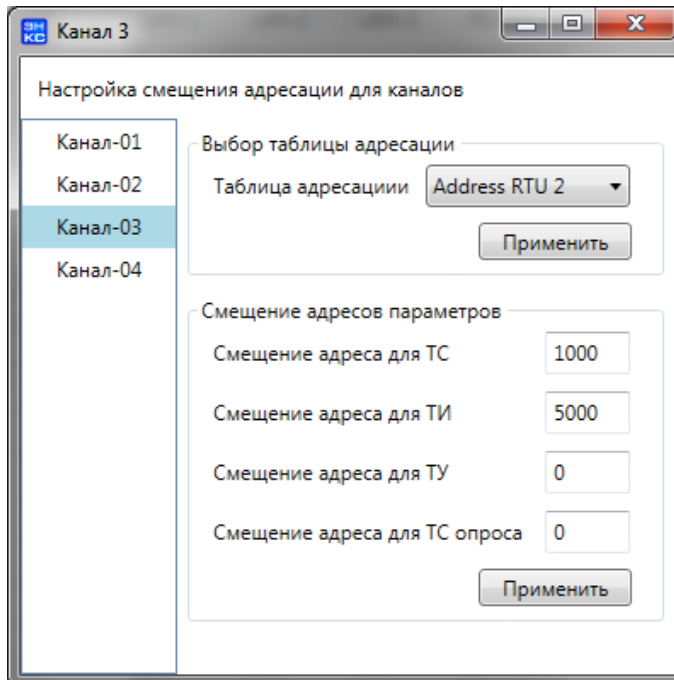 ЭН
КС
Канал 3
Настройка смещения адресации для каналов
Канал-01
Канал-02
Канал-03
Канал-04
Выбор таблицы адресации
Таблица адресациии Address RTU 2
Применить
Смещение адресов параметров
Смещение адреса для ТС 1000
Смещение адреса для ТИ 5000
Смещение адреса для ТУ 0
Смещение адреса для ТС опроса 0
Применить